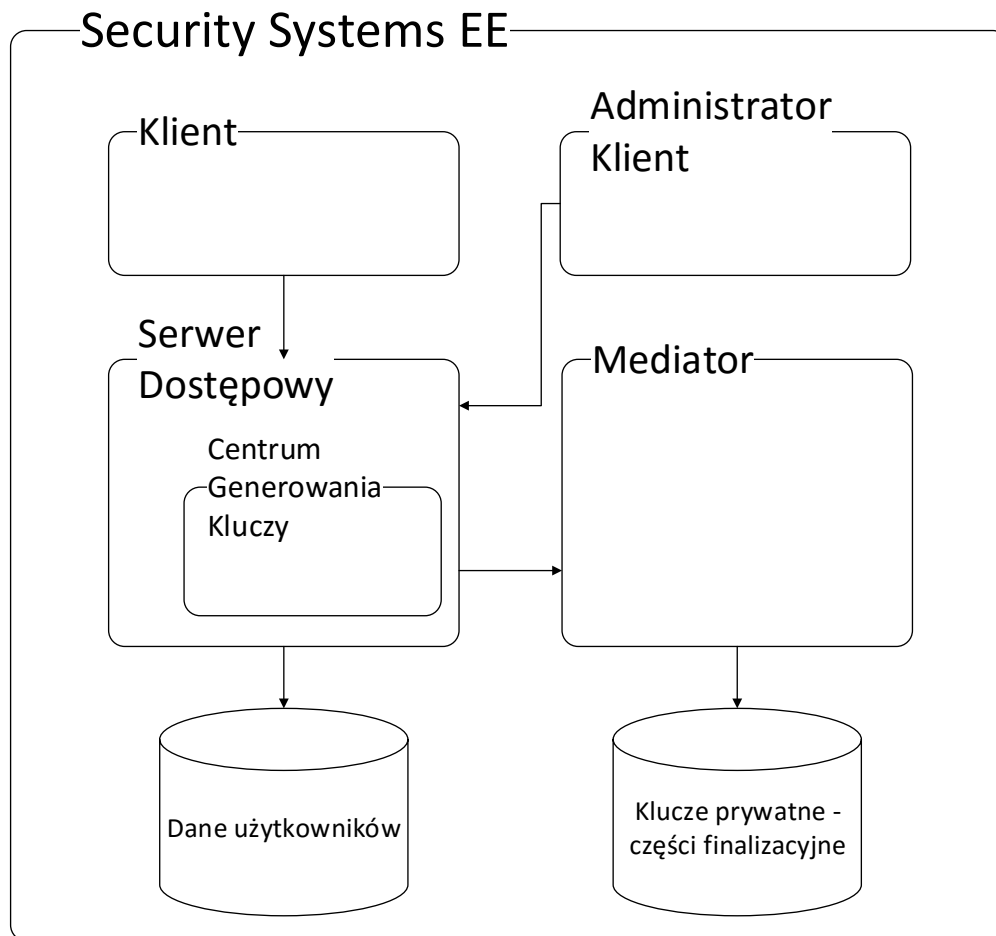 Security Systems EE
Klient
Administrator
Klient
Serwer
Dostępowy
Mediator
Centrum
Generowania
Kluczy
Dane użytkowników
Klucze prywatne -
części finalizacyjne